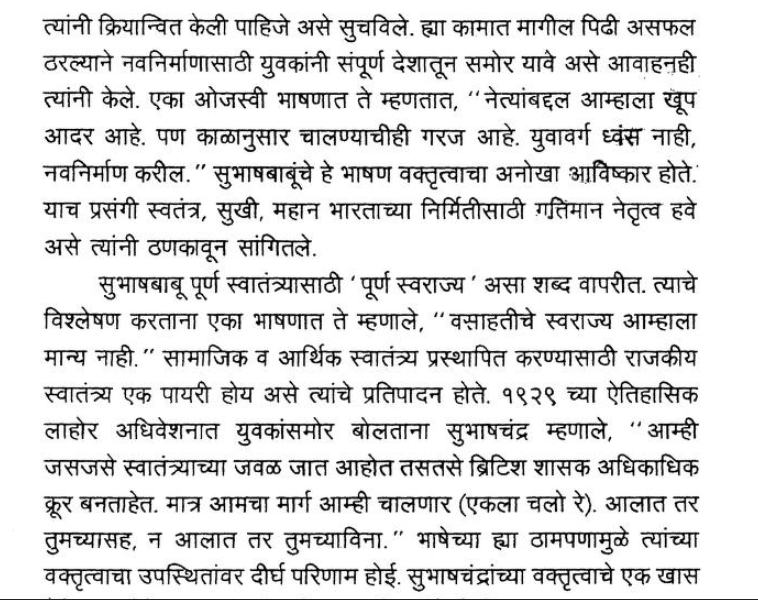 त्यांनी क्रियान्वित केली पाहिजे असे सुचविले. ह्या कामात मागील पिढी असफल
ठरल्याने नवनिर्माणासाठी युवकांनी संपूर्ण देशातून समोर यावे असे आवाहनही
त्यांनी केले. एका ओजस्वी भाषणात ते म्हणतात, ‘‘नेत्यांबद्दल आम्हाला खूप
आदर आहे. पण काळानुसार चालण्याचीही गरज आहे. युवावर्ग ध्वंस नाही,
नवनिर्माण करील.’’ सुभाषबाबूंचे हे भाषण वक्तृत्वाचा अनोखा आविष्कार होते.
याच प्रसंगी स्वतंत्र, सुखी, महान भारताच्या निर्मितीसाठी गतिमान नेतृत्व हवे
असे त्यांनी ठणकावून सांगितले.
सुभाषबाबू पूर्ण स्वातंत्र्यासाठी ‘पूर्ण स्वराज्य’ असा शब्द वापरीत. त्याचे
विश्लेषण करताना एका भाषणात ते म्हणाले, ‘‘वसाहतीचे स्वराज्य आम्हाला
मान्य नाही.’’ सामाजिक व आर्थिक स्वातंत्र्य प्रस्थापित करण्यासाठी राजकीय
स्वातंत्र्य एक पायरी होय असे त्यांचे प्रतिपादन होते. १९२९ च्या ऐतिहासिक
लाहोर अधिवेशनात युवकांसमोर बोलताना सुभाषचंद्र म्हणाले, ‘‘आम्ही
जसजसे स्वातंत्र्याच्या जवळ जात आहोत तसतसे ब्रिटिश शासक अधिकाधिक
क्रूर बनताहेत. मात्र आमचा मार्ग आम्ही चालणार (एकला चलो रे). आलात तर
तुमच्यासह, न आलात तर तुमच्याविना.’’ भाषेच्या ह्या ठामपणामुळे त्यांच्या
वक्तृत्वाचा उपस्थितांवर दीर्घ परिणाम होई. सुभाषचंद्रांच्या वक्तृत्वाचे एक खास